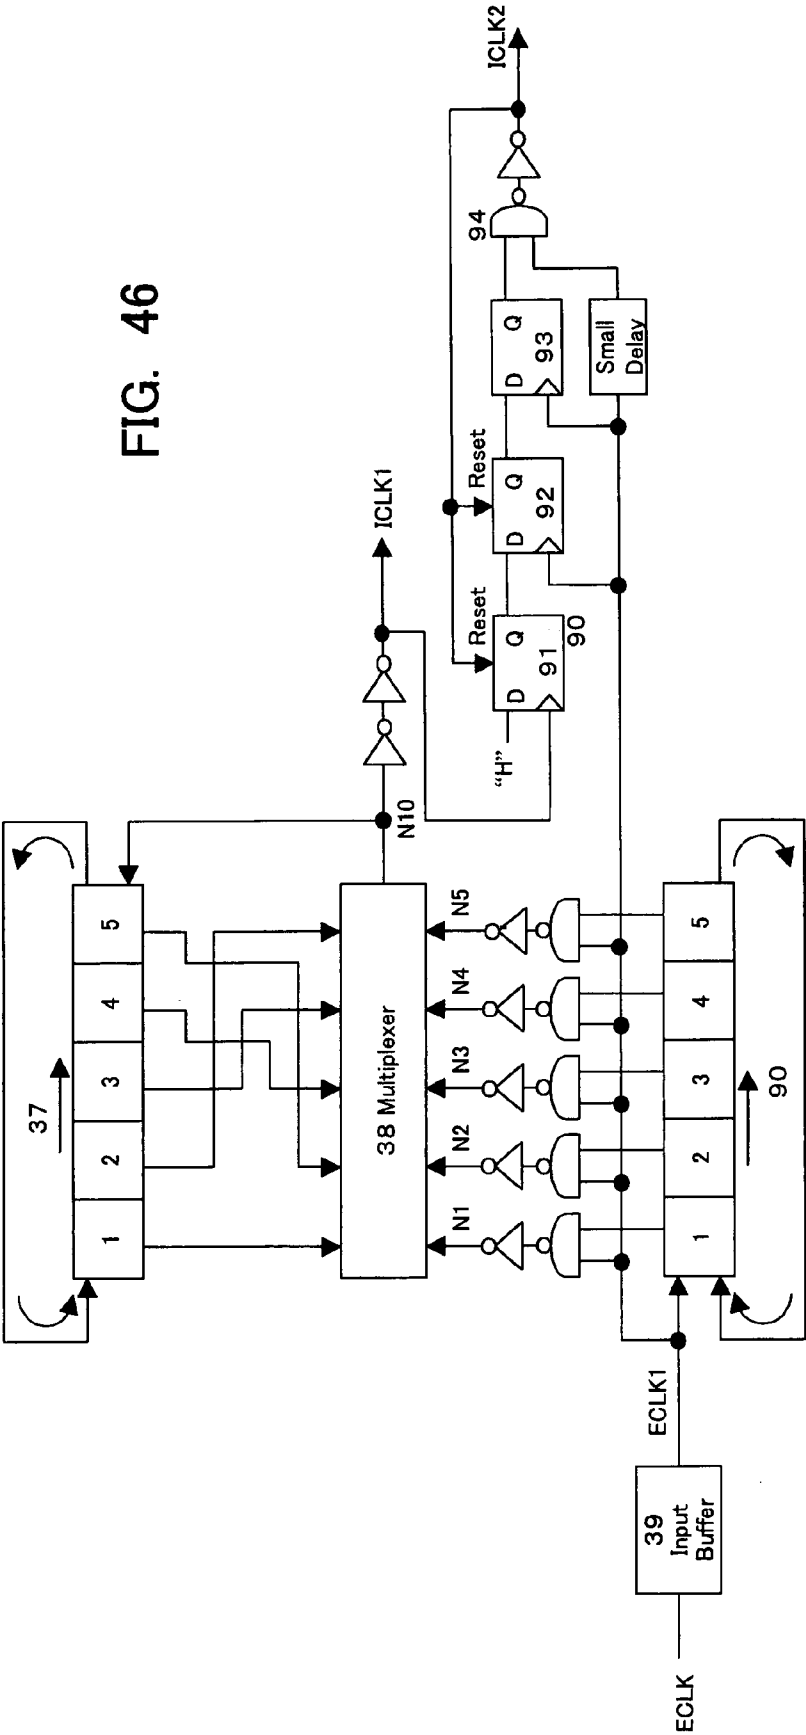 FIG. 46
37
1 2 3 4 5
38 Multiplexer
N10
ICLK1
N1 N2 N3 N4 N5
1 2 3 4 5
90
ECLK
39
Input
Buffer
ECLK1
"H"
D Q
91
90
Reset
D Q
92
Reset
D Q
93
Small
Delay
94
ICLK2